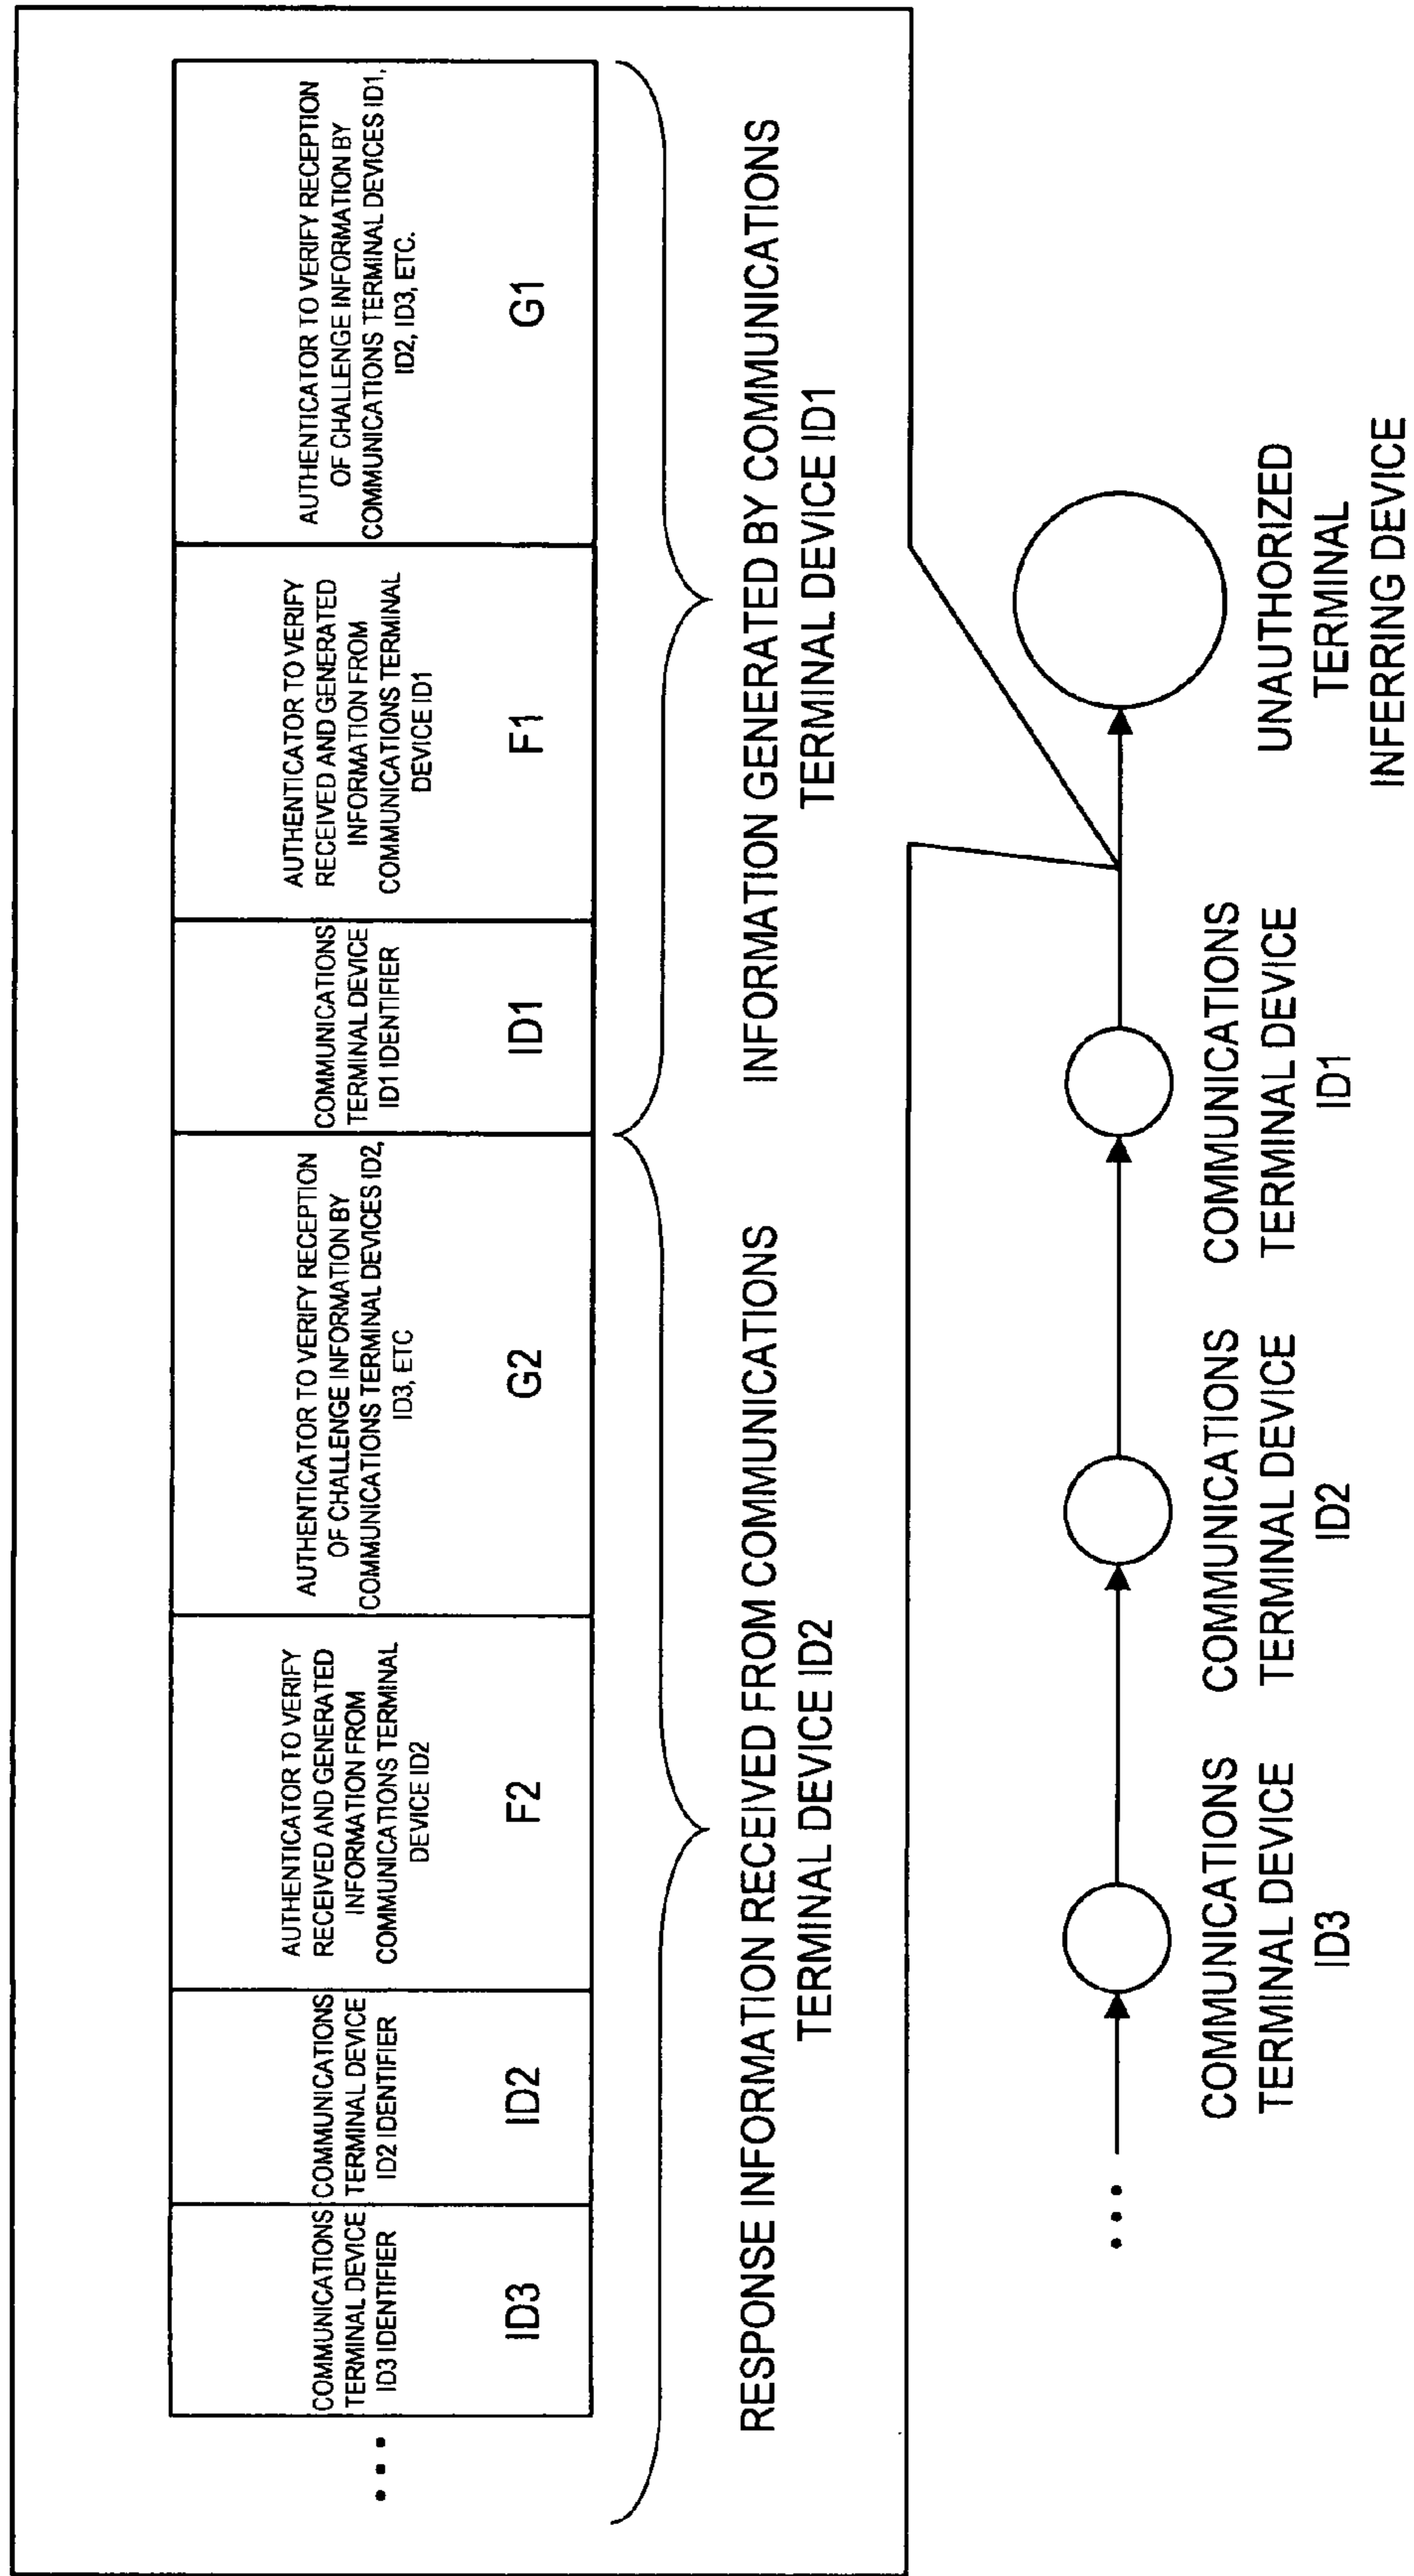 ...
COMMUNICATIONS
TERMINAL DEVICE
ID3 IDENTIFIER
ID3
COMMUNICATIONS
TERMINAL DEVICE
ID2 IDENTIFIER
ID2
AUTHENTICATOR TO VERIFY
RECEIVED AND GENERATED
INFORMATION FROM
COMMUNICATIONS TERMINAL
DEVICE ID2
F2
AUTHENTICATOR TO VERIFY RECEPTION
OF CHALLENGE INFORMATION BY
COMMUNICATIONS TERMINAL DEVICES ID2,
ID3, ETC
G2
COMMUNICATIONS
TERMINAL DEVICE
ID1 IDENTIFIER
ID1
AUTHENTICATOR TO VERIFY
RECEIVED AND GENERATED
INFORMATION FROM
COMMUNICATIONS TERMINAL
DEVICE ID1
F1
AUTHENTICATOR TO VERIFY RECEPTION
OF CHALLENGE INFORMATION BY
COMMUNICATIONS TERMINAL DEVICES ID1,
ID2, ID3, ETC.
G1
RESPONSE INFORMATION RECEIVED FROM COMMUNICATIONS
TERMINAL DEVICE ID2
INFORMATION GENERATED BY COMMUNICATIONS
TERMINAL DEVICE ID1
...
COMMUNICATIONS
TERMINAL DEVICE
ID3
COMMUNICATIONS
TERMINAL DEVICE
ID2
COMMUNICATIONS
TERMINAL DEVICE
ID1
UNAUTHORIZED
TERMINAL
INFERRING DEVICE